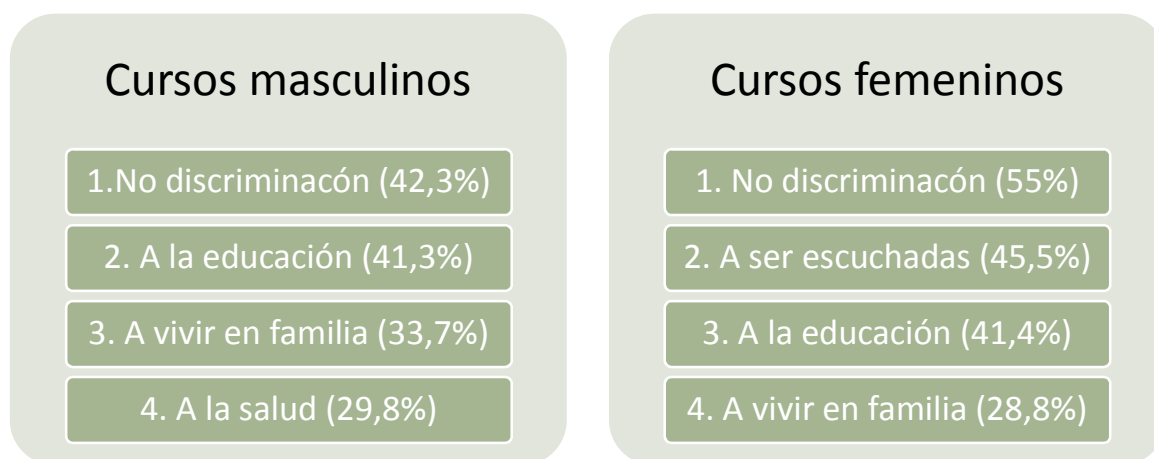 Cursos masculinos
1.No discriminacón (42,3%)
2. A la educación (41,3%)
3. A vivir en familia (33,7%)
4. A la salud (29,8%)
Cursos femeninos
1. No discriminacón (55%)
2. A ser escuchadas (45,5%)
3. A la educación (41,4%)
4. A vivir en familia (28,8%)